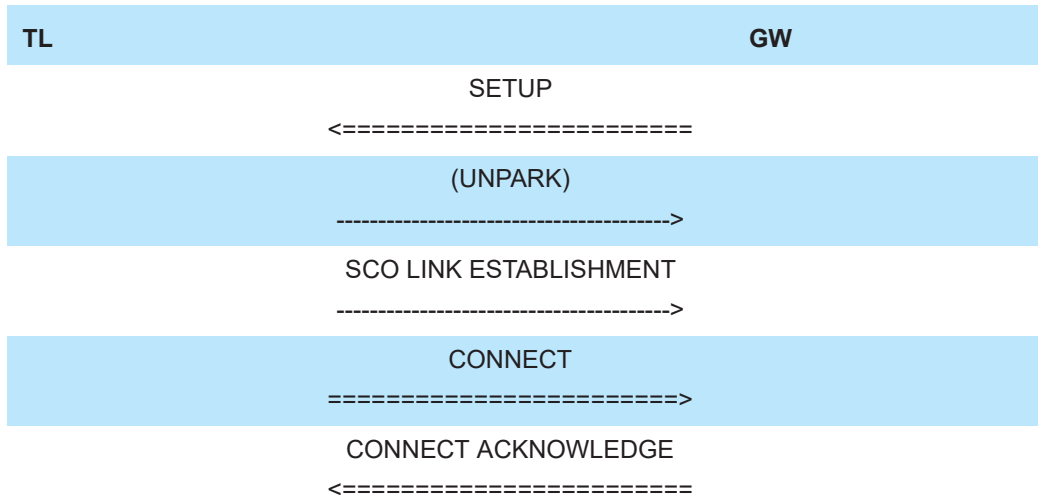 TL GW
SETUP
<========================
(UNPARK)
---------------------------------------->
SCO LINK ESTABLISHMENT
---------------------------------------->
CONNECT
========================>
CONNECT ACKNOWLEDGE
<========================